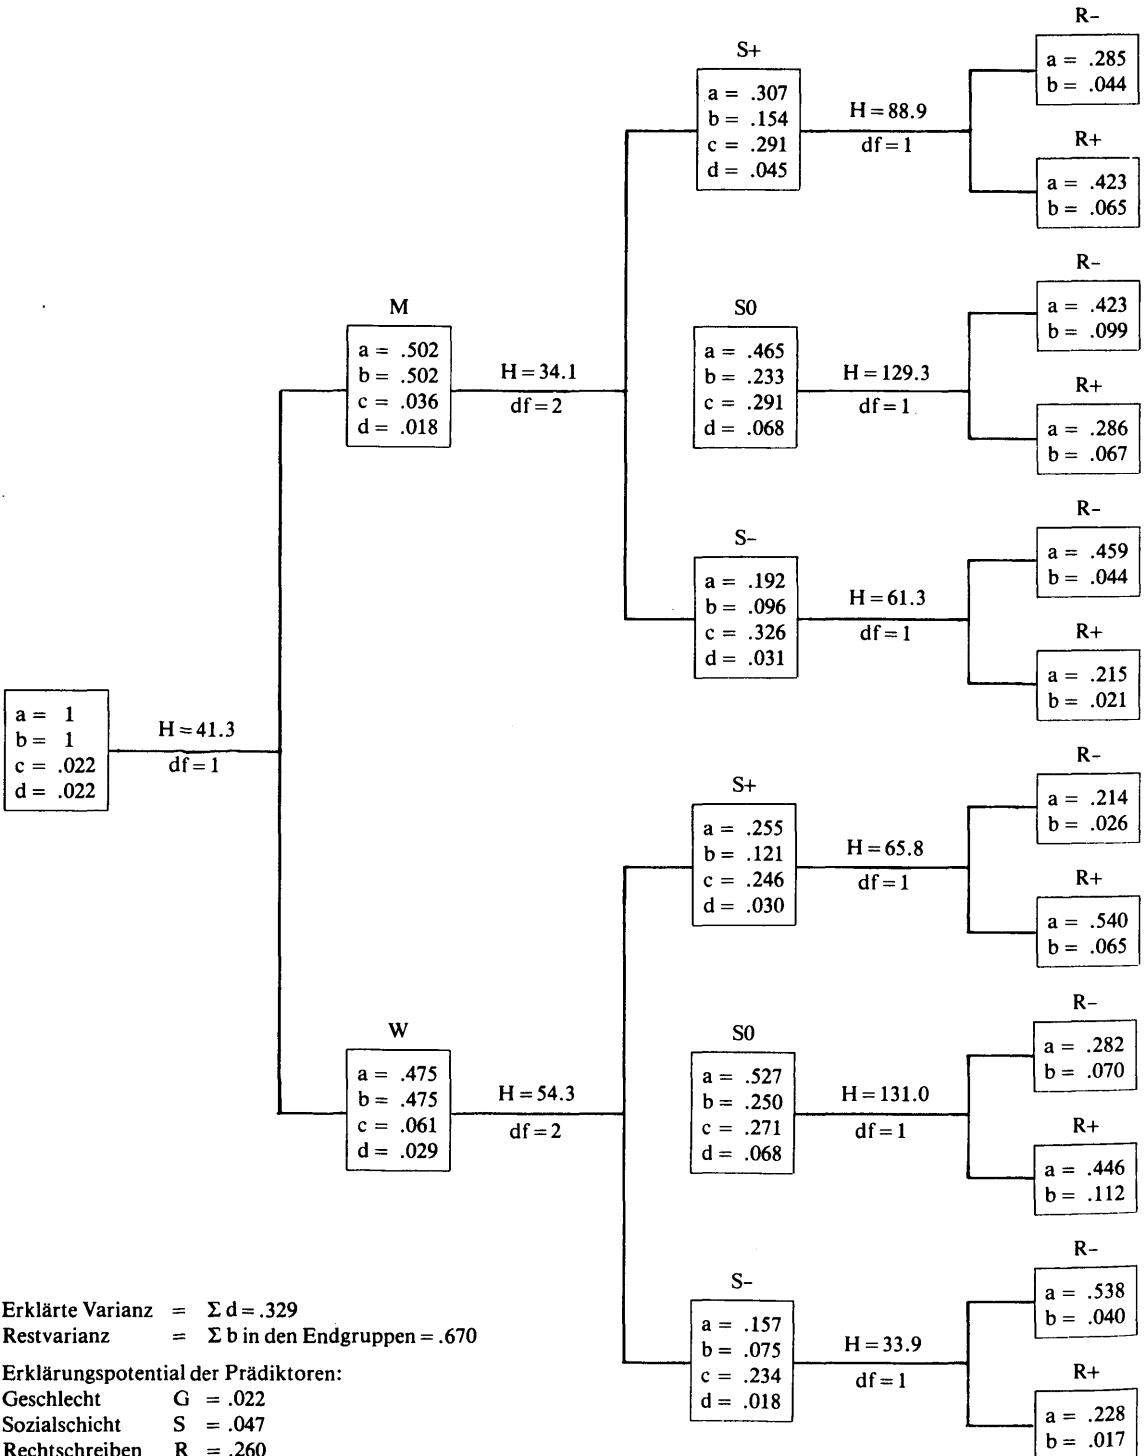 R-
a = .285
b = .044
S+
a = .307
b = .154
c = .291
d = .045
H = 88.9
df = 1
R+
a = .423
b = .065
R-
a = .423
b = .099
M
a = .502
b = .502
c = .036
d = .018
H = 34.1
df = 2
S0
a = .465
b = .233
c = .291
d = .068
H = 129.3
df = 1
R+
a = .286
b = .067
R-
a = .459
b = .044
S-
a = .192
b = .096
c = .326
d = .031
H = 61.3
df = 1
R+
a = .215
b = .021
a = 1
b = 1
c = .022
d = .022
H = 41.3
df = 1
R-
a = .214
b = .026
S+
a = .255
b = .121
c = .246
d = .030
H = 65.8
df = 1
R+
a = .540
b = .065
R-
a = .282
b = .070
W
a = .475
b = .475
c = .061
d = .029
H = 54.3
df = 2
S0
a = .527
b = .250
c = .271
d = .068
H = 131.0
df = 1
R+
a = .446
b = .112
R-
a = .538
b = .040
S-
a = .157
b = .075
c = .234
d = .018
H = 33.9
df = 1
R+
a = .228
b = .017
Erklärte Varianz = Σ d = .329
Restvarianz = Σ b in den Endgruppen = .670
Erklärungspotential der Prädiktoren:
Geschlecht G = .022
Sozialschicht S = .047
Rechtschreiben R = .260